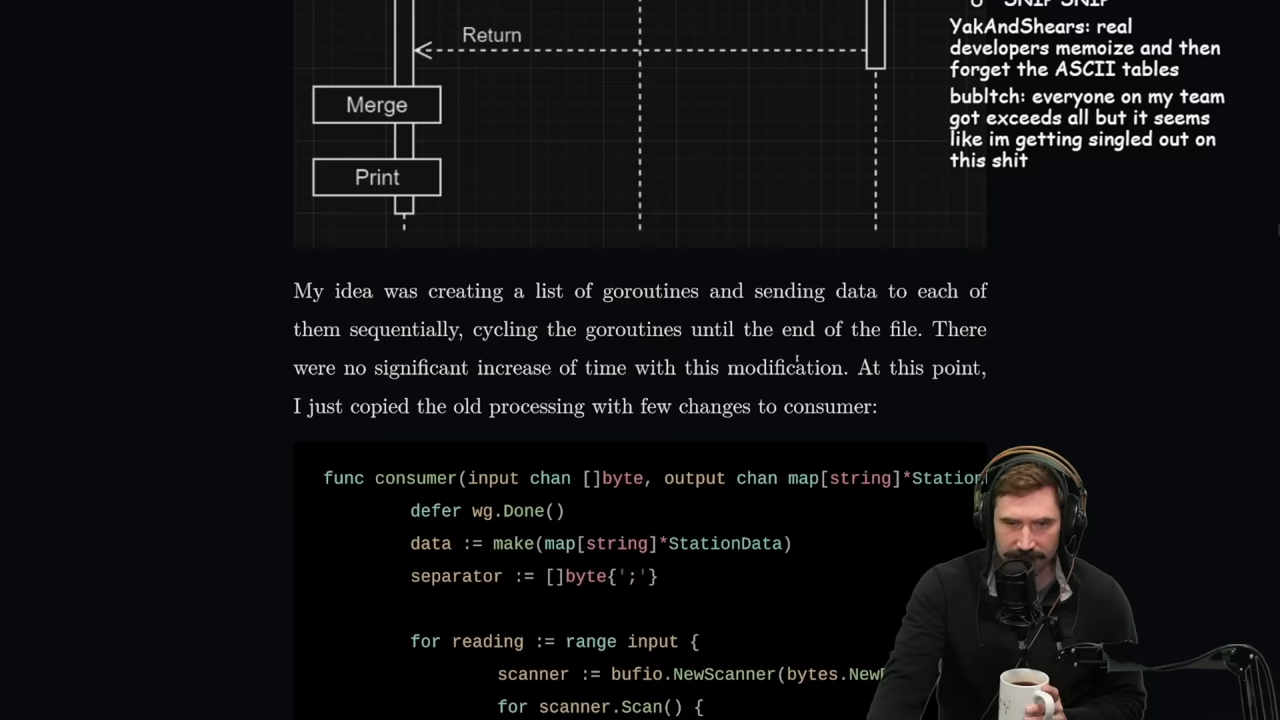 Return
Merge
Print
My idea was creating a list of goroutines and sending data to each of
them sequentially, cycling the goroutines until the end of the file. There
were no significant increase of time with this modification. At this point,
I just copied the old processing with few changes to consumer:
func consumer(input chan []byte, output chan map[string]*Station
defer wg.Done()
data := make(map[string]*StationData)
separator := []byte{';'}
for reading := range input {
scanner := bufio.NewScanner(bytes.New
for scanner.Scan() {
SNIP SNIP
YakAndShears: real
developers memoize and then
forget the ASCII tables
bubltch: everyone on my team
got exceeds all but it seems
like im getting singled out on
this shit